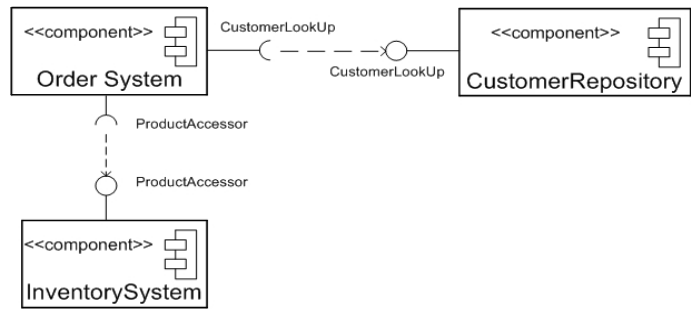 <<component>>
Order System
CustomerLookUp
CustomerLookUp
<<component>>
CustomerRepository
ProductAccessor
ProductAccessor
<<component>>
InventorySystem